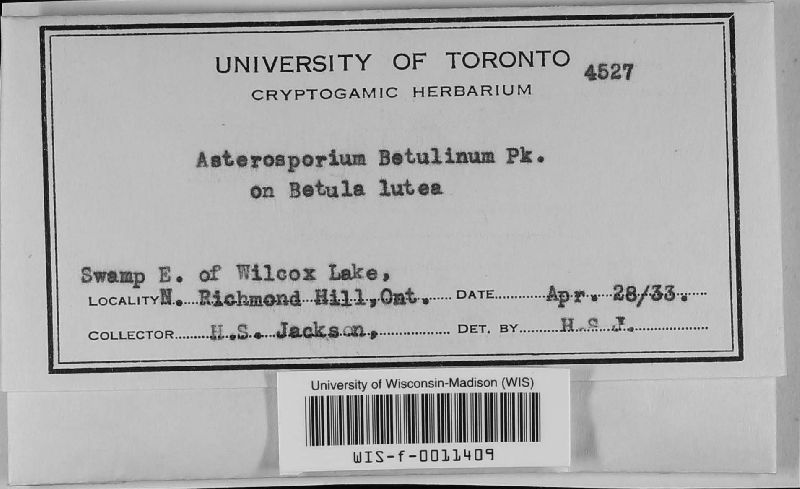 UNIVERSITY OF TORONTO 4527
CRYPTOGAMIC HERBARIUM
Asterosporium Betulinum Pk.
on Betula lutea
Swamp E. of Wilcox Lake,
LOCALITY N. Richmond Hill, Ont. DATE Apr. 28/33.
COLLECTOR H.S. Jackson, DET. BY H.S J.
University of Wisconsin-Madison (WIS)
WIS-f-0011409